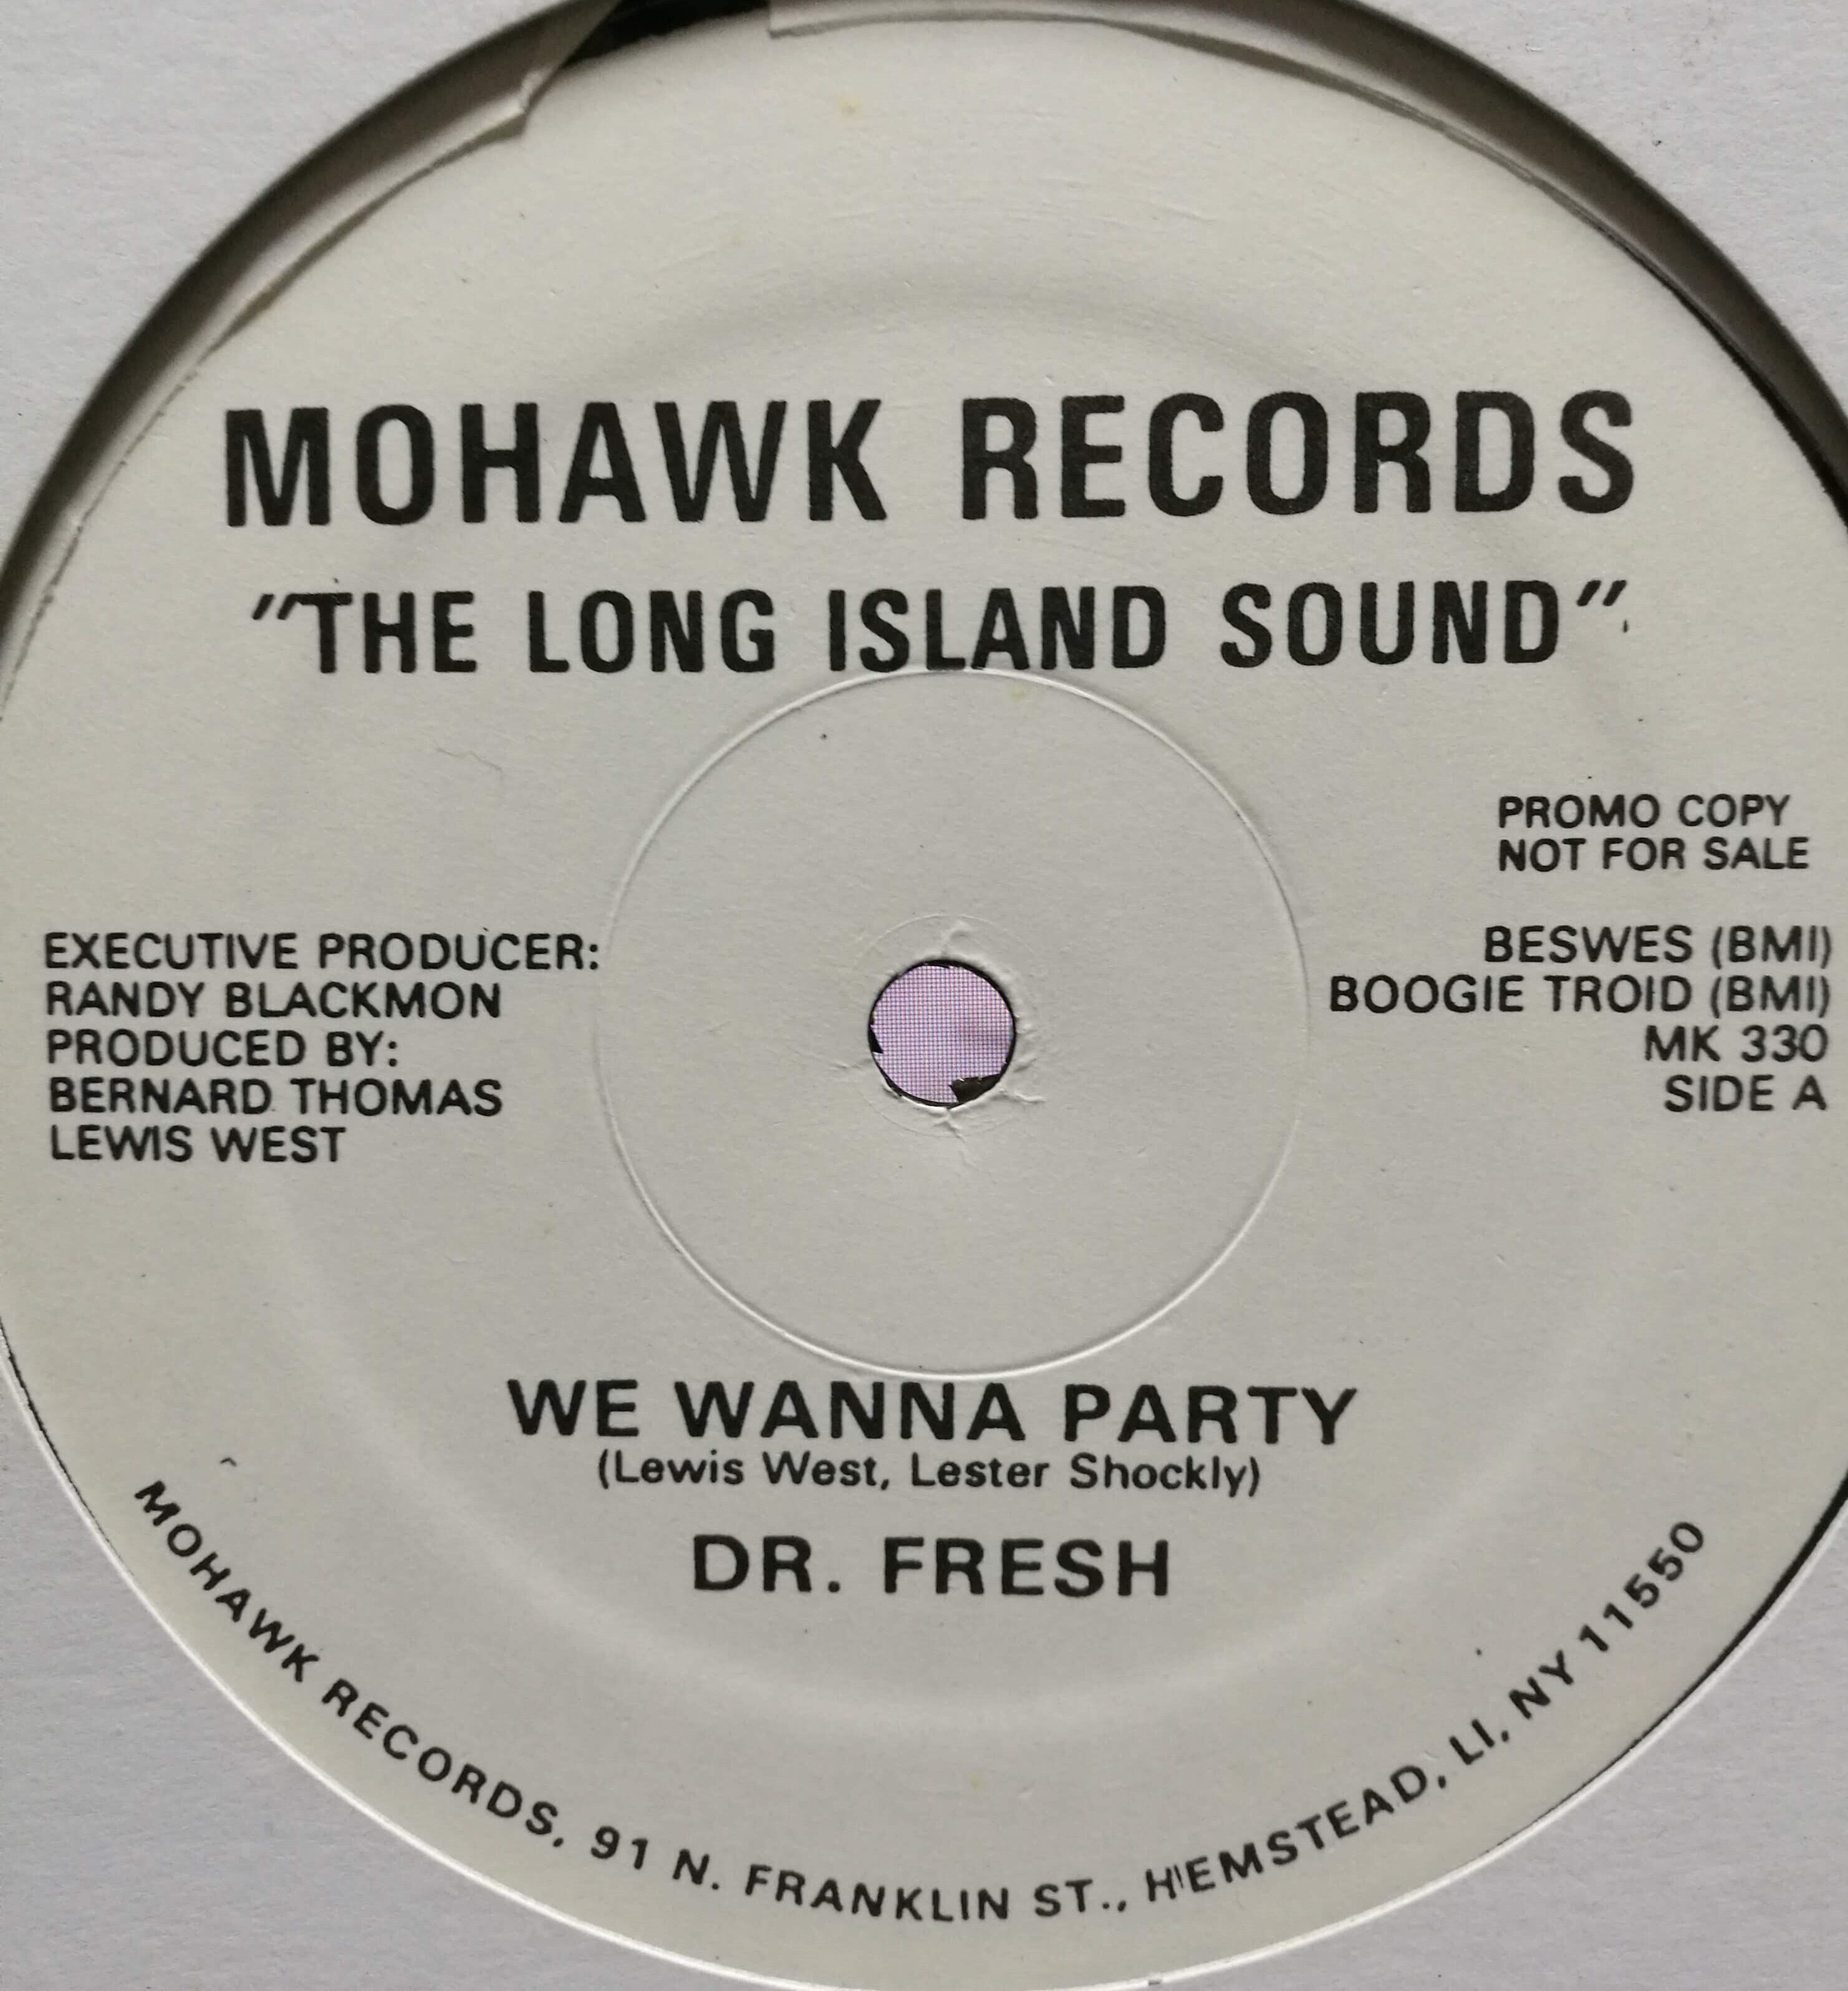 MOHAWK RECORDS
"THE LONG ISLAND SOUND"
PROMO COPY
NOT FOR SALE
EXECUTIVE PRODUCER:
RANDY BLACKMON
PRODUCED BY:
BERNARD THOMAS
LEWIS WEST
BESWES (BMI)
BOOGIE TROID (BMI)
MK 330
SIDE A
WE WANNA PARTY
(Lewis West, Lester Shockly)
DR. FRESH
MOHAWK RECORDS, 91 N. FRANKLIN ST., HEMSTEAD, LI, NY 11550